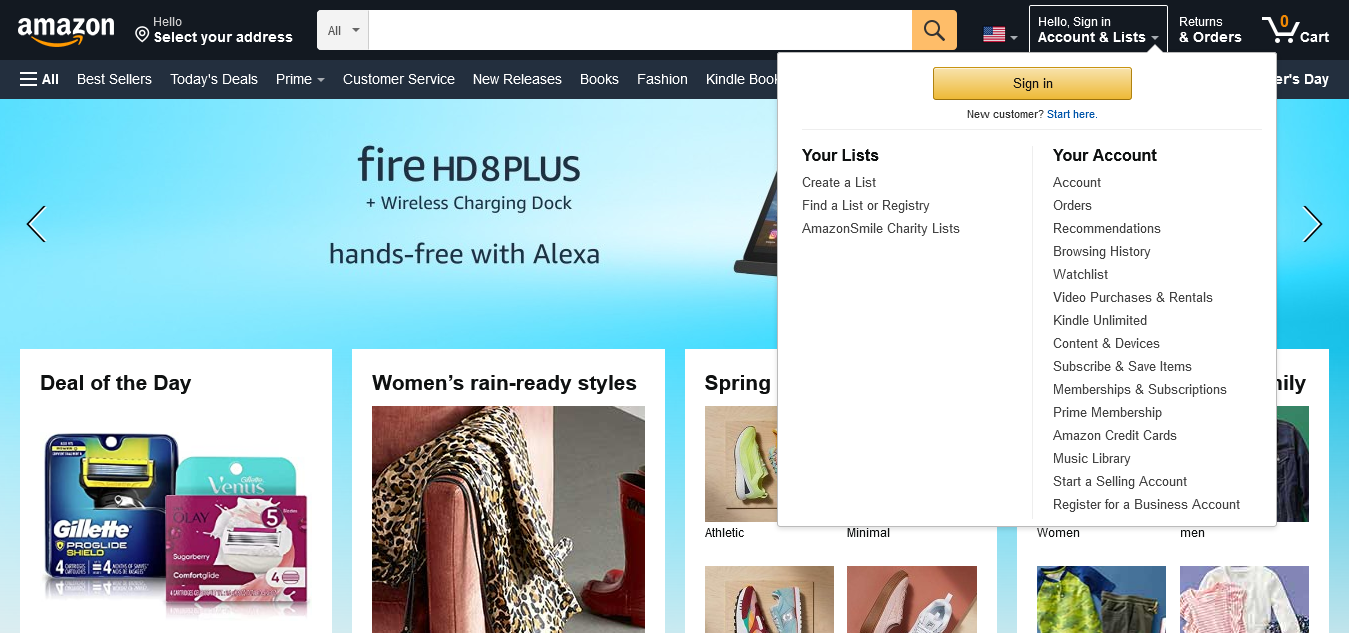 amazon
Hello
Select your address
All
Hello, Sign in
Account & Lists
Returns
& Orders
0
Cart
All
Best Sellers
Today's Deals
Prime
Customer Service
New Releases
Books
Fashion
Kindle Book
er's Day
Sign in
New customer? Start here.
Your Lists
Create a List
Find a List or Registry
AmazonSmile Charity Lists
Your Account
Account
Orders
Recommendations
Browsing History
Watchlist
Video Purchases & Rentals
Kindle Unlimited
Content & Devices
Subscribe & Save Items
Memberships & Subscriptions
Prime Membership
Amazon Credit Cards
Music Library
Start a Selling Account
Register for a Business Account
fire HD 8 PLUS
+ Wireless Charging Dock
hands-free with Alexa
Deal of the Day
Gillette
PROGLIDE
SHIELD
4
4
Gillette
Venus
OLAY
5
Sugarberry
Comfortglide
4
Women's rain-ready styles
Spring
mily
Athletic
Minimal
Women
men